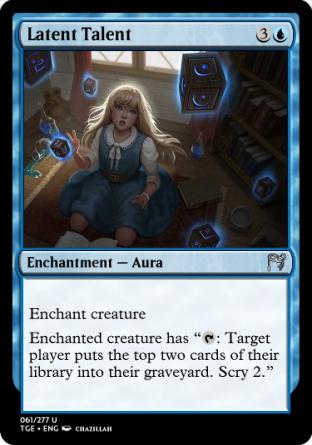 Latent Talent 3
Enchantment — Aura
Enchant creature
Enchanted creature has “: Target
player puts the top two cards of their
library into their graveyard. Scry 2.”
061/277 U
TGE • ENG CHAZILLAH